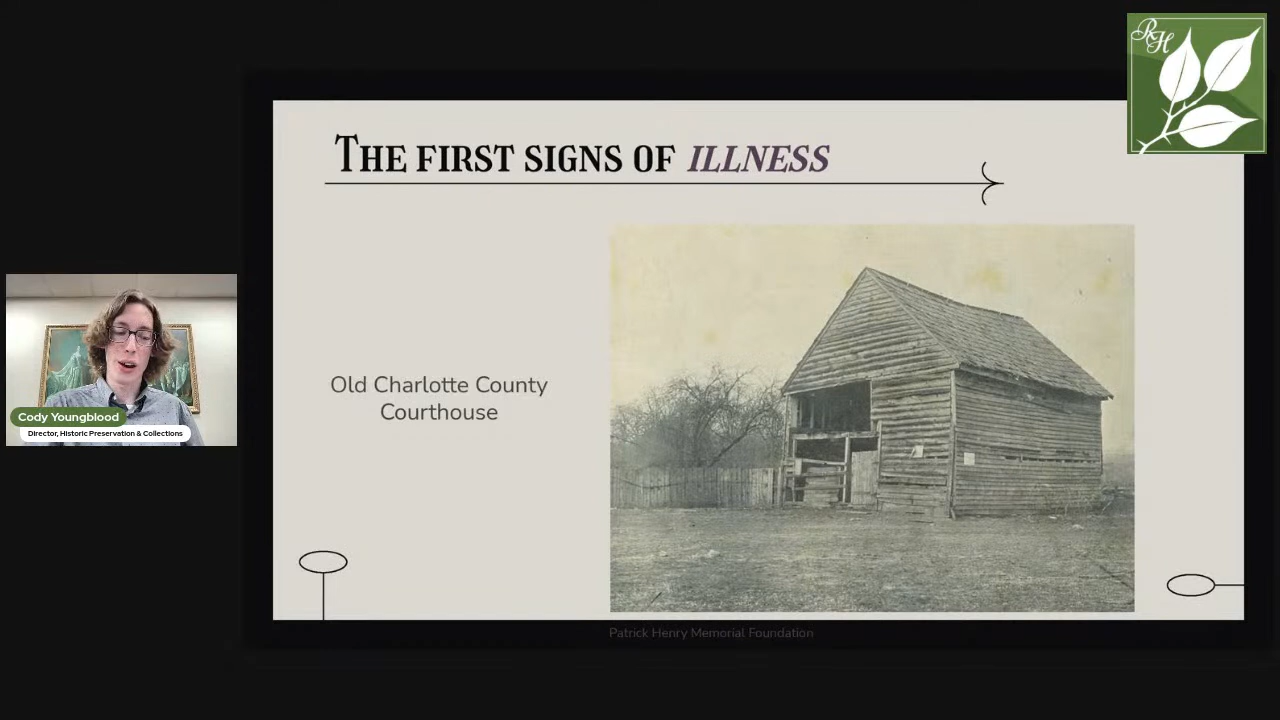 RH
THE FIRST SIGNS OF ILLNESS
Old Charlotte County
Courthouse
Cody Youngblood
Director, Historic Preservation & Collections
Patrick Henry Memorial Foundation